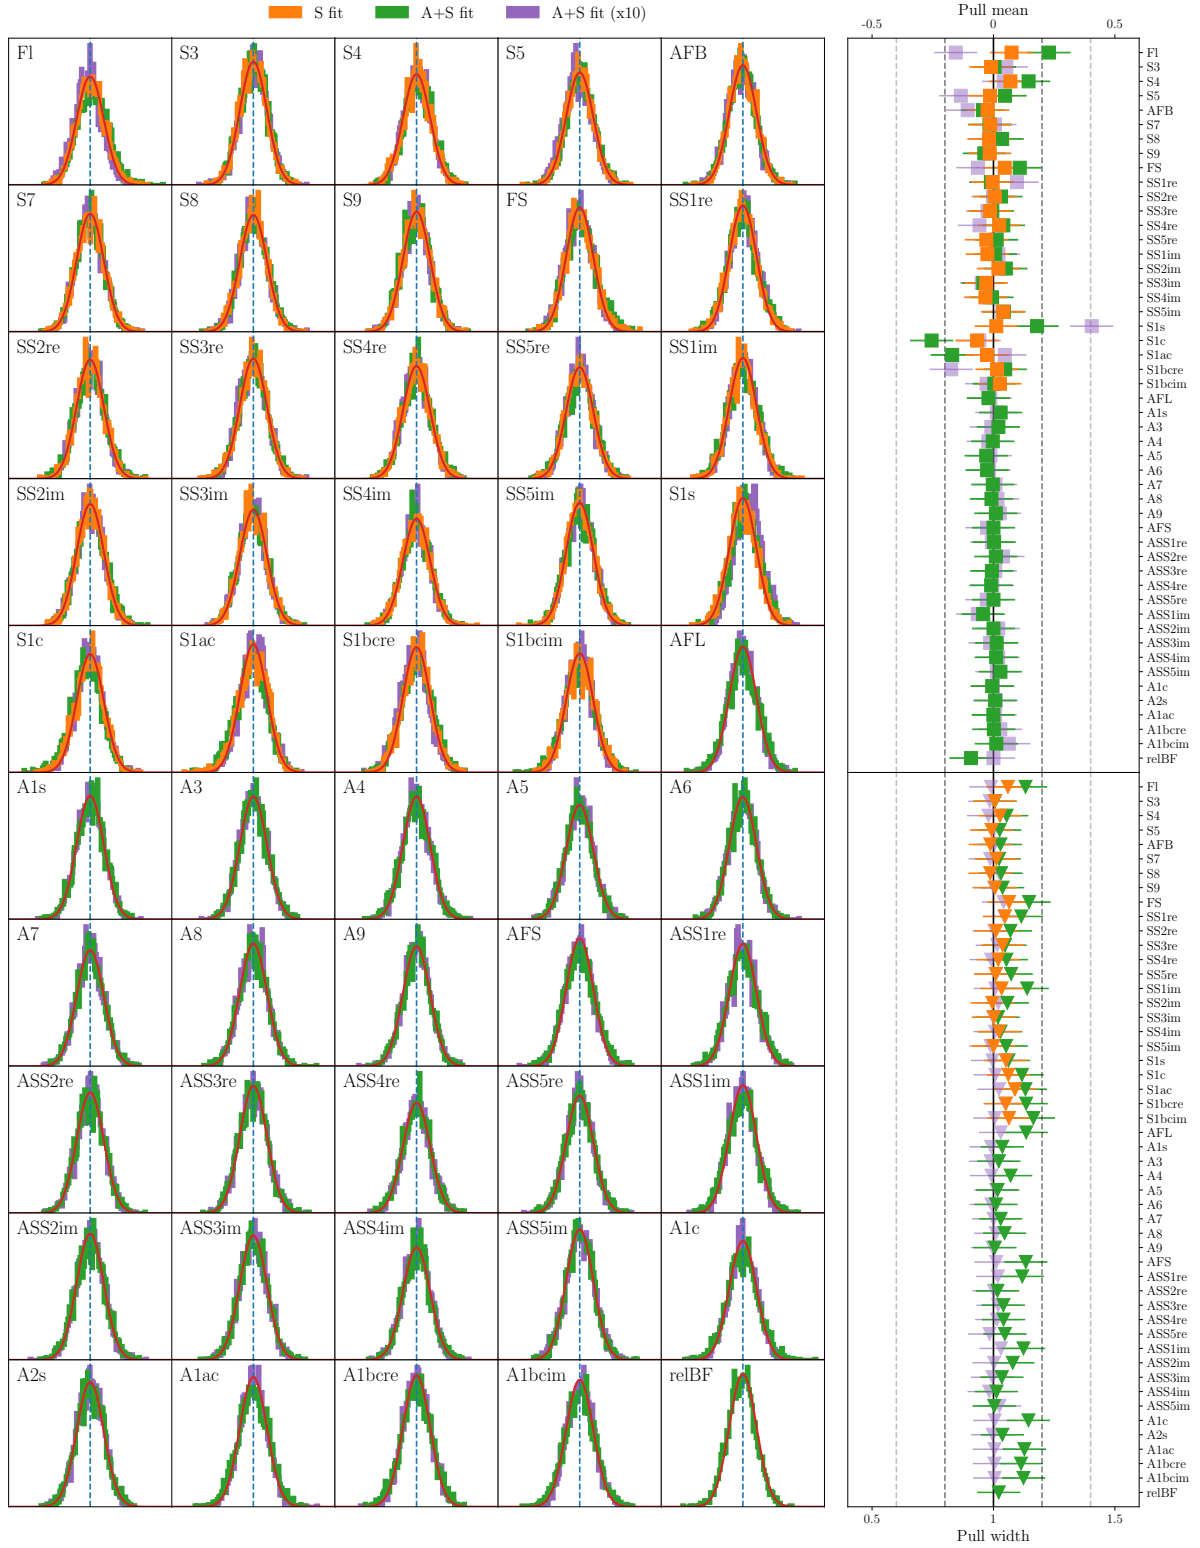 S fit A+S fit A+S fit (x10)
Fl S3 S4 S5 AFB
S7 S8 S9 FS SS1re
SS2re SS3re SS4re SS5re SS1im
SS2im SS3im SS4im SS5im S1s
S1c S1ac S1bcre S1bcim AFL
A1s A3 A4 A5 A6
A7 A8 A9 AFS ASS1re
ASS2re ASS3re ASS4re ASS5re ASS1im
ASS2im ASS3im ASS4im ASS5im A1c
A2s A1ac A1bcre A1bcim relBF
Pull mean
-0.5 0 0.5
Fl
S3
S4
S5
AFB
S7
S8
S9
FS
SS1re
SS2re
SS3re
SS4re
SS5re
SS1im
SS2im
SS3im
SS4im
SS5im
S1s
S1c
S1ac
S1bcre
S1bcim
AFL
A1s
A3
A4
A5
A6
A7
A8
A9
AFS
ASS1re
ASS2re
ASS3re
ASS4re
ASS5re
ASS1im
ASS2im
ASS3im
ASS4im
ASS5im
A1c
A2s
A1ac
A1bcre
A1bcim
relBF
Fl
S3
S4
S5
AFB
S7
S8
S9
FS
SS1re
SS2re
SS3re
SS4re
SS5re
SS1im
SS2im
SS3im
SS4im
SS5im
S1s
S1c
S1ac
S1bcre
S1bcim
AFL
A1s
A3
A4
A5
A6
A7
A8
A9
AFS
ASS1re
ASS2re
ASS3re
ASS4re
ASS5re
ASS1im
ASS2im
ASS3im
ASS4im
ASS5im
A1c
A2s
A1ac
A1bcre
A1bcim
relBF
0.5 1 1.5
Pull width